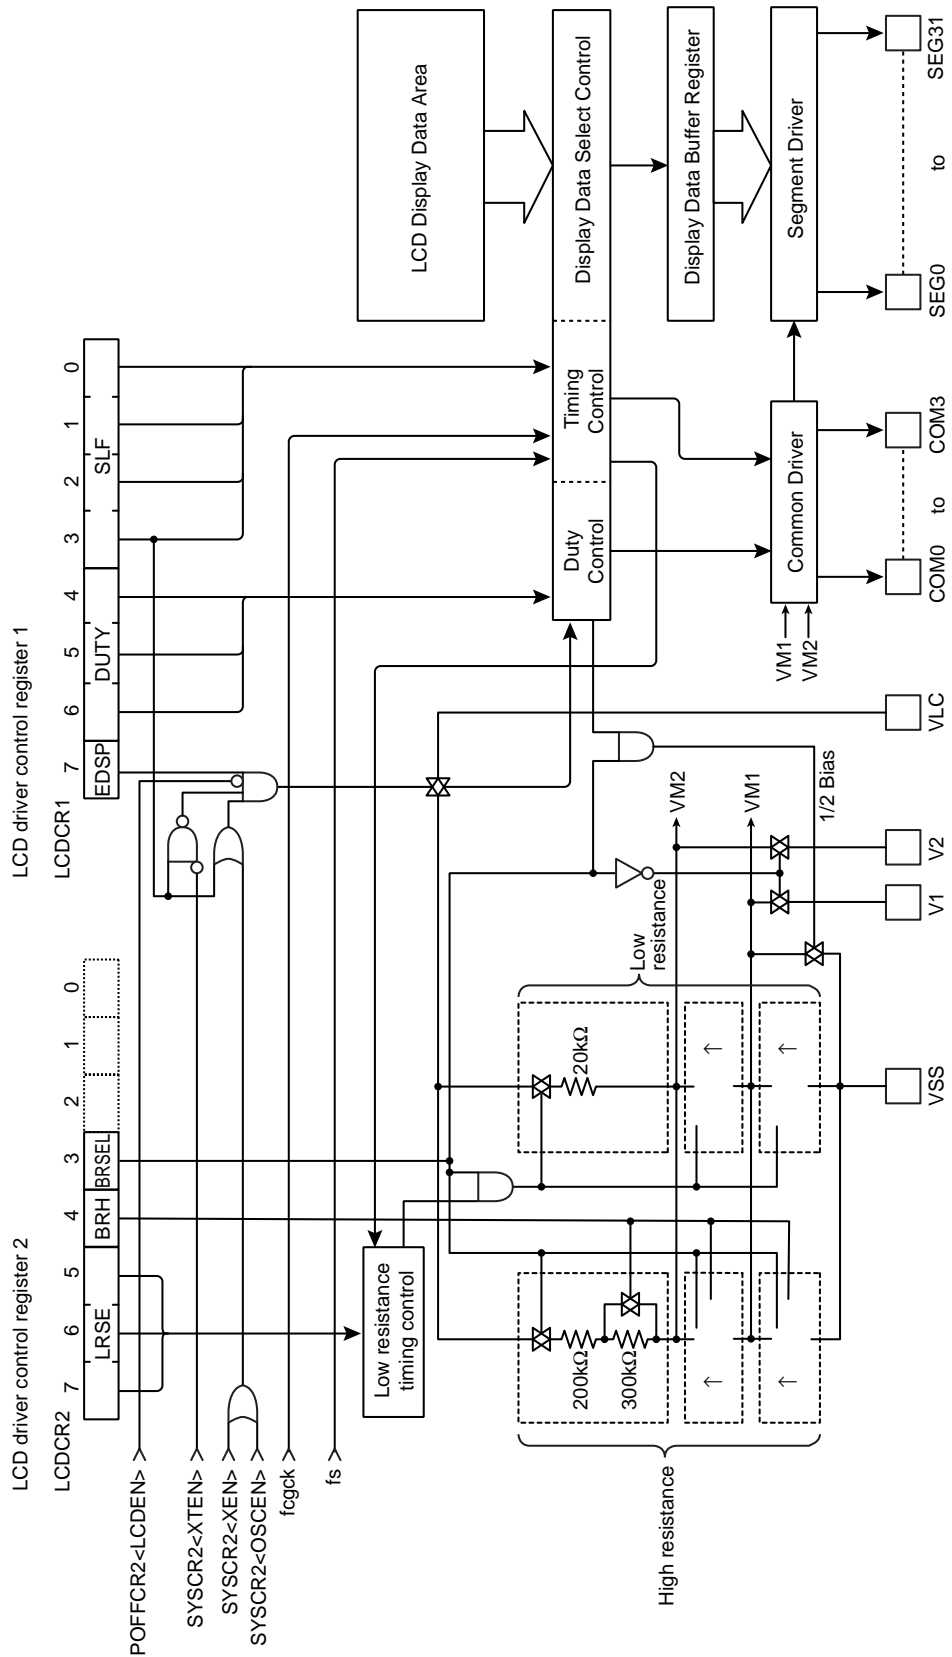 LCD driver control register 2
LCDCR2
7
6
5
4
3
2
1
0
LRSE
BRH
BRSEL
LCD driver control register 1
LCDCR1
7
6
5
4
3
2
1
0
EDSP
DUTY
SLF
POFFCR2<LCDEN>
SYSCR2<XTEN>
SYSCR2<XEN>
SYSCR2<OSCEN>
fcgck
fs
Low resistance
timing control
LCD Display Data Area
Duty
Control
Timing
Control
Display Data Select Control
Display Data Buffer Register
Common Driver
Segment Driver
VM1
VM2
High resistance
200kΩ
300kΩ
↑
↑
20kΩ
↑
↑
Low
resistance
VM2
VM1
1/2 Bias
VSS
V1
V2
VLC
COM0
to
COM3
SEG0
to
SEG31